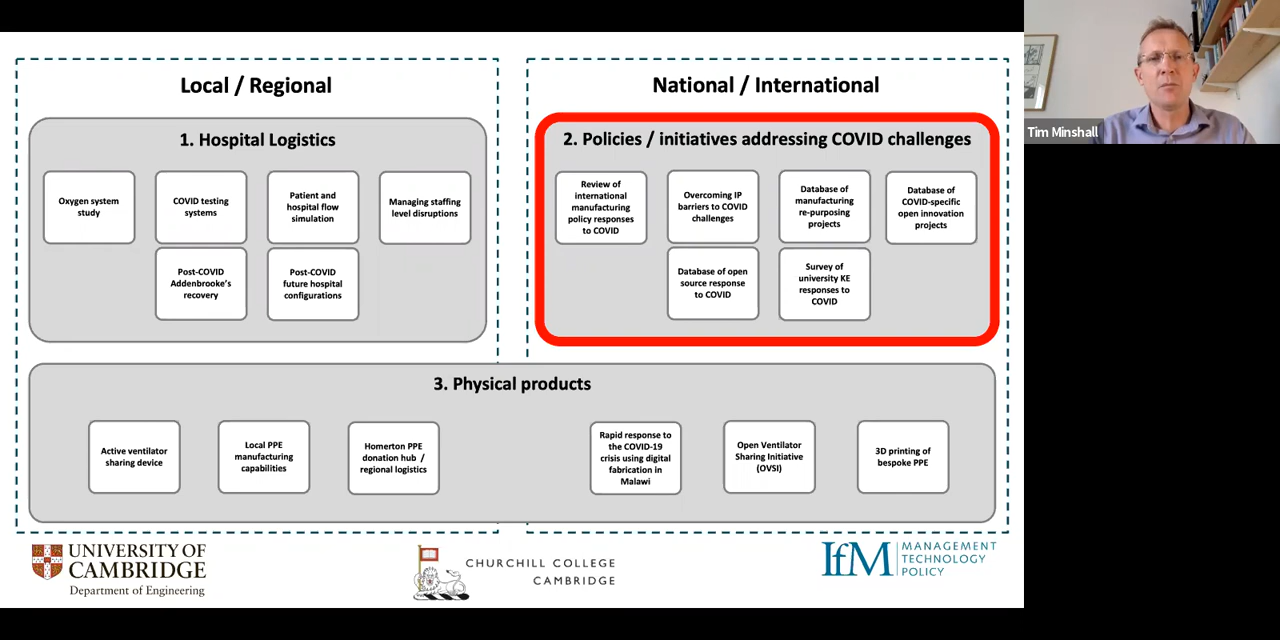 Local / Regional
National / International
1. Hospital Logistics
Oxygen system
study
COVID testing
systems
Patient and
hospital flow
simulation
Managing staffing
level disruptions
Post-COVID
Addenbrooke's
recovery
Post-COVID
future hospital
configurations
2. Policies / initiatives addressing COVID challenges
Review of
international
manufacturing
policy responses
to COVID
Overcoming IP
barriers to COVID
challenges
Database of
manufacturing
re-purposing
projects
Database of
COVID-specific
open innovation
projects
Database of open
source response
to COVID
Survey of
university KE
responses to
COVID
3. Physical products
Active ventilator
sharing device
Local PPE
manufacturing
capabilities
Homerton PPE
donation hub /
regional logistics
Rapid response to
the COVID-19
crisis using digital
fabrication in
Malawi
Open Ventilator
Sharing Initiative
(OVSI)
3D printing of
bespoke PPE
UNIVERSITY OF
CAMBRIDGE
Department of Engineering
CHURCHILL COLLEGE
CAMBRIDGE
IfM
MANAGEMENT
TECHNOLOGY
POLICY
Tim Minshall